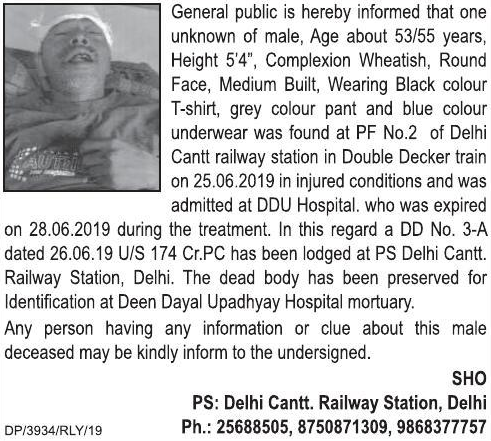 General public is hereby informed that one
unknown of male, Age about 53/55 years,
Height 5'4", Complexion Wheatish, Round
Face, Medium Built, Wearing Black colour
T-shirt, grey colour pant and blue colour
underwear was found at PF No.2 of Delhi
Cantt railway station in Double Decker train
on 25.06.2019 in injured conditions and was
admitted at DDU Hospital. who was expired
on 28.06.2019 during the treatment. In this regard a DD No. 3-A
dated 26.06.19 U/S 174 Cr.PC has been lodged at PS Delhi Cantt.
Railway Station, Delhi. The dead body has been preserved for
Identification at Deen Dayal Upadhyay Hospital mortuary.
Any person having any information or clue about this male
deceased may be kindly inform to the undersigned.
SHO
PS: Delhi Cantt. Railway Station, Delhi
DP/3934/RLY/19 Ph.: 25688505, 8750871309, 9868377757